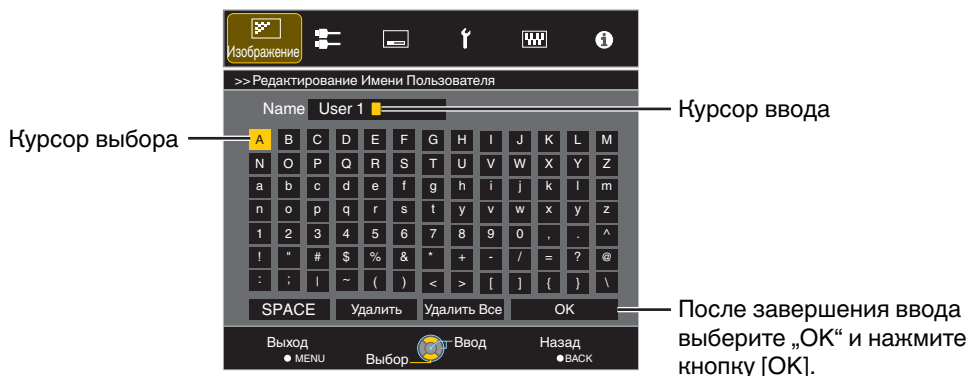 Изображение
>> Редактирование Имени Пользователя
Name User 1
Курсор ввода
Курсор выбора
A B C D E F G H I J K L M
N O P Q R S T U V W X Y Z
a b c d e f g h i j k l m
n o p q r s t y v w x y z
1 2 3 4 5 6 7 8 9 0 , . ^
! " # $ % & * + - / = ? @
: ; | ~ ( ) < > [ ] { } \
SPACE Удалить Удалить Все OK
После завершения ввода
выберите „OK“ и нажмите
кнопку [OK].
Выход Ввод Назад
MENU Выбор BACK